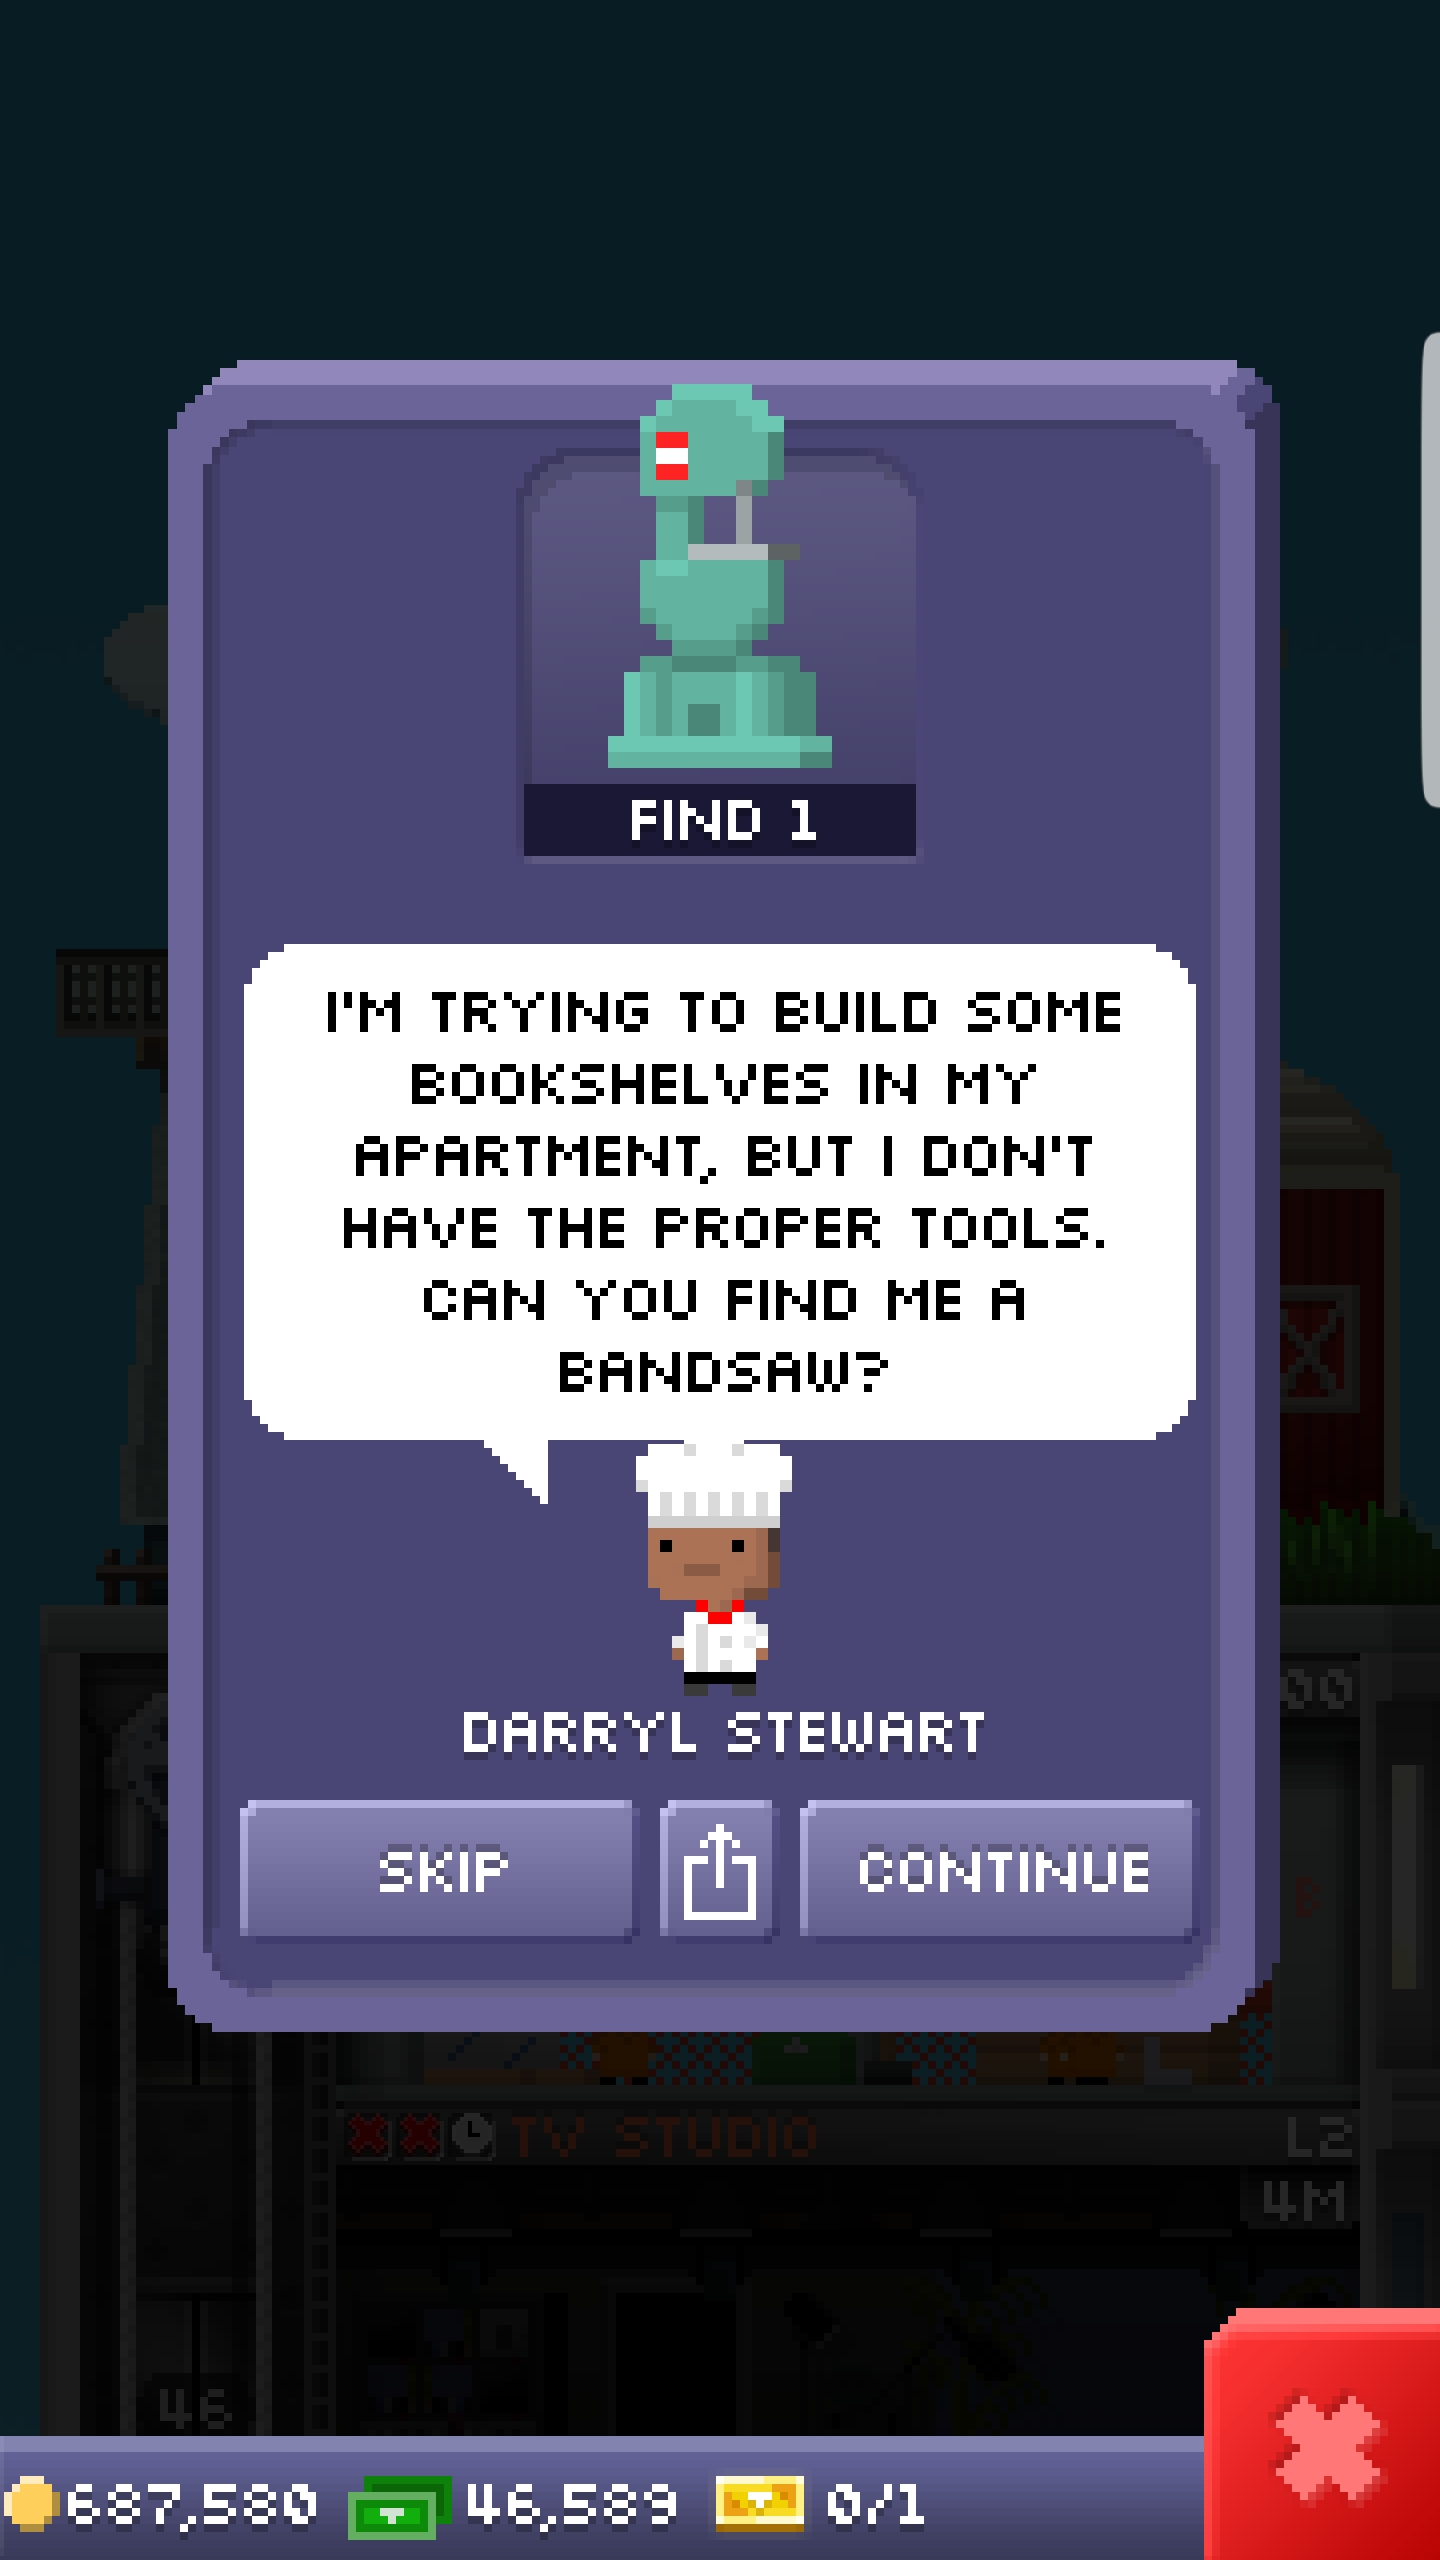 FIND 1
I'M TRYING TO BUILD SOME
BOOKSHELVES IN MY
APARTMENT, BUT I DON'T
HAVE THE PROPER TOOLS.
CAN YOU FIND ME A
BANDSAW?
DARRYL STEWART
SKIP
CONTINUE
TV STUDIO
L2
4M
46
687,580
46,589
0/1